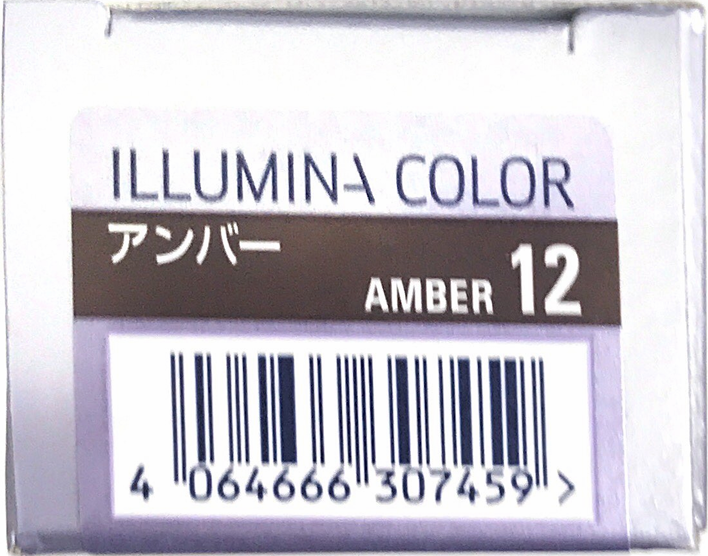 ILLUMINA COLOR
アンバー
AMBER 12
4 064666 307459 >